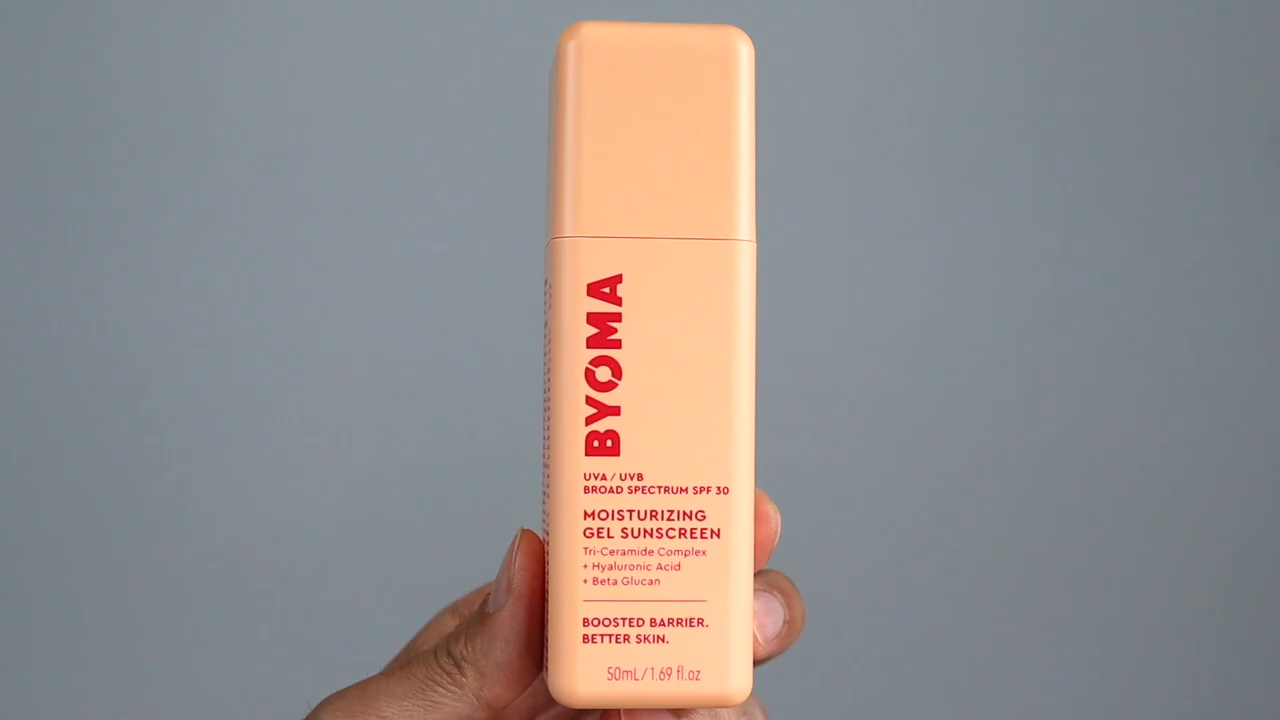 BYOMA
UVA / UVB
BROAD SPECTRUM SPF 30
MOISTURIZING
GEL SUNSCREEN
Tri-Ceramide Complex
+ Hyaluronic Acid
+ Beta Glucan
BOOSTED BARRIER.
BETTER SKIN.
50mL/1.69 fl.oz